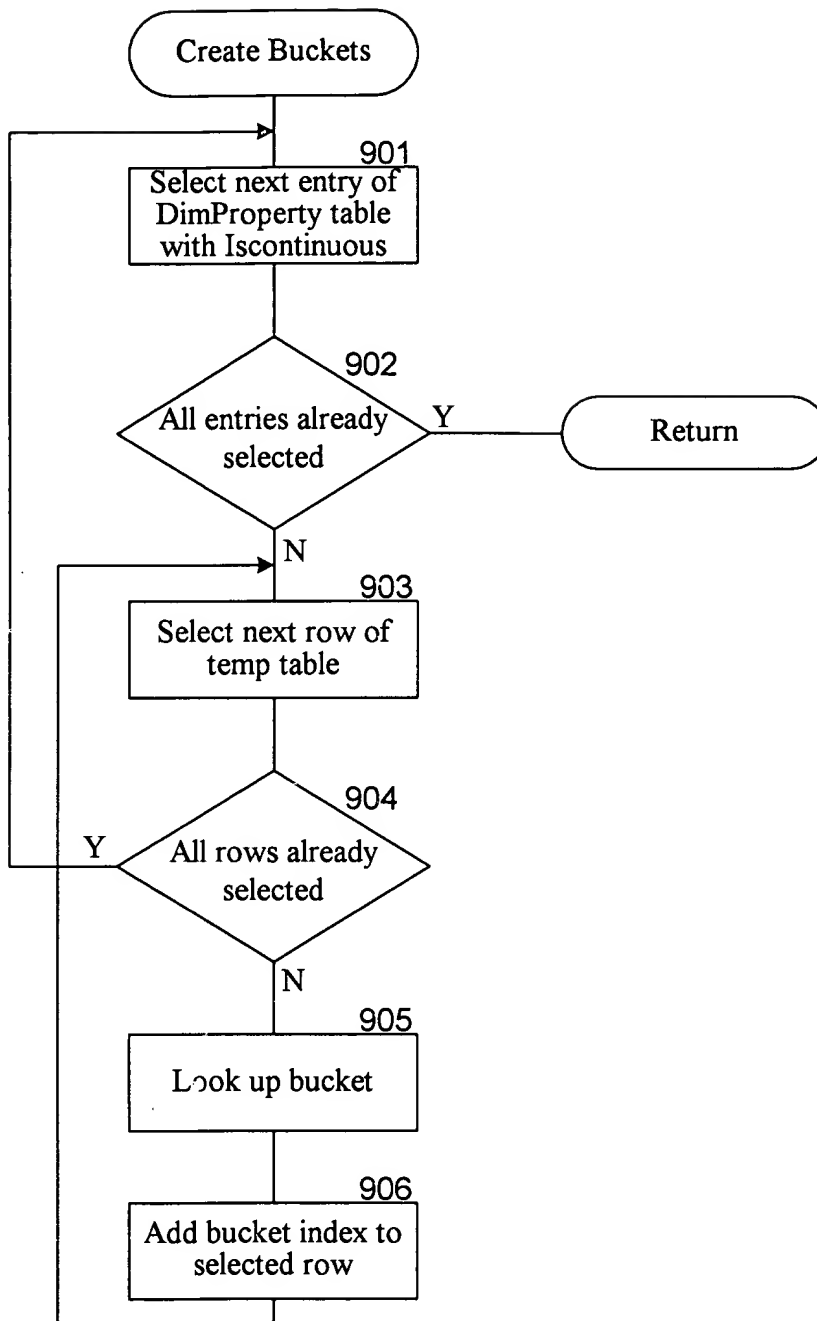 Create Buckets
901
Select next entry of
DimProperty table
with Iscontinuous
902
All entries already
selected
Y
Return
N
903
Select next row of
temp table
904
Y
All rows already
selected
N
905
Look up bucket
906
Add bucket index to
selected row